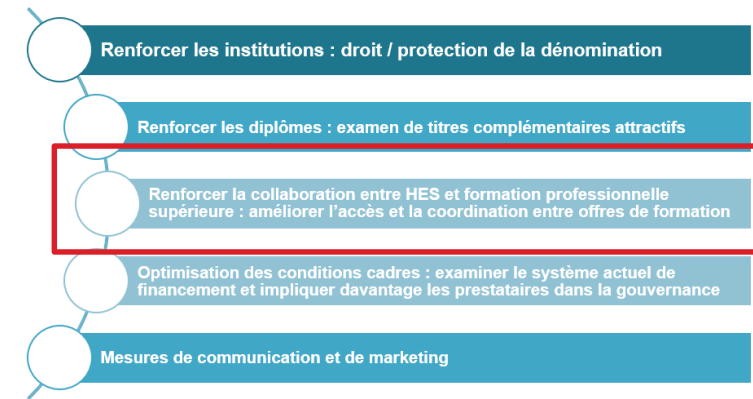 Renforcer les institutions : droit / protection de la dénomination
Renforcer les diplômes : examen de titres complémentaires attractifs
Renforcer la collaboration entre HES et formation professionnelle
supérieure : améliorer l’accès et la coordination entre offres de formation
Optimisation des conditions cadres : examiner le système actuel de
financement et impliquer davantage les prestataires dans la gouvernance
Mesures de communication et de marketing